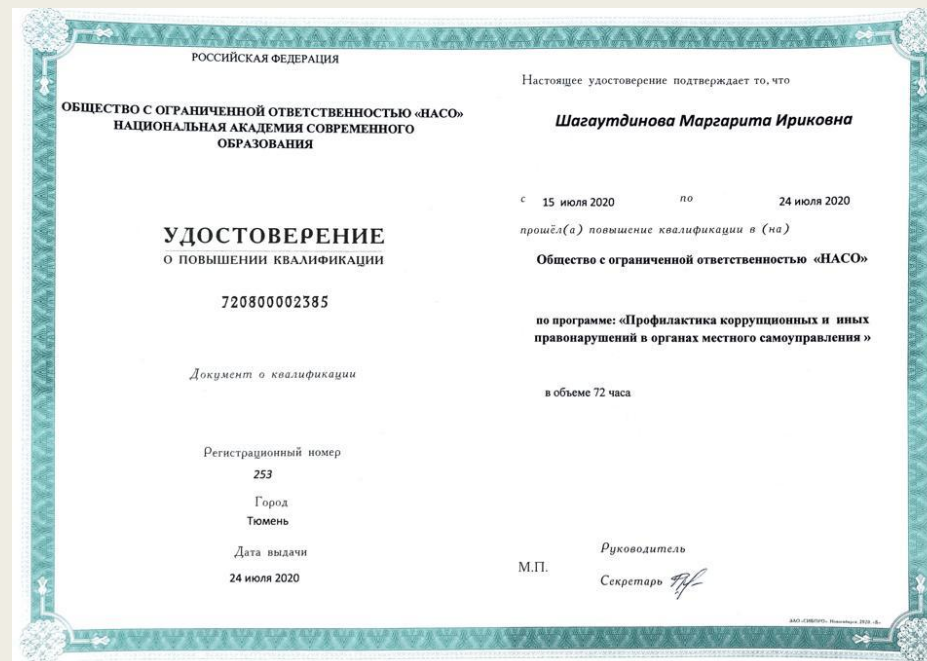 РОССИЙСКАЯ ФЕДЕРАЦИЯ
ОБЩЕСТВО С ОГРАНИЧЕННОЙ ОТВЕТСТВЕННОСТЬЮ «НАСО»
НАЦИОНАЛЬНАЯ АКАДЕМИЯ СОВРЕМЕННОГО
ОБРАЗОВАНИЯ
УДОСТОВЕРЕНИЕ
О ПОВЫШЕНИИ КВАЛИФИКАЦИИ
720800002385
Документ о квалификации
Регистрационный номер
253
Город
Тюмень
Дата выдачи
24 июля 2020
Настоящее удостоверение подтверждает то, что
Шагаутдинова Маргарита Ириковна
с 15 июля 2020 по 24 июля 2020
прошёл(а) повышение квалификации в (на)
Общество с ограниченной ответственностью «НАСО»
по программе: «Профилактика коррупционных и иных
правонарушений в органах местного самоуправления »
в объеме 72 часа
Руководитель
М.П.
Секретарь